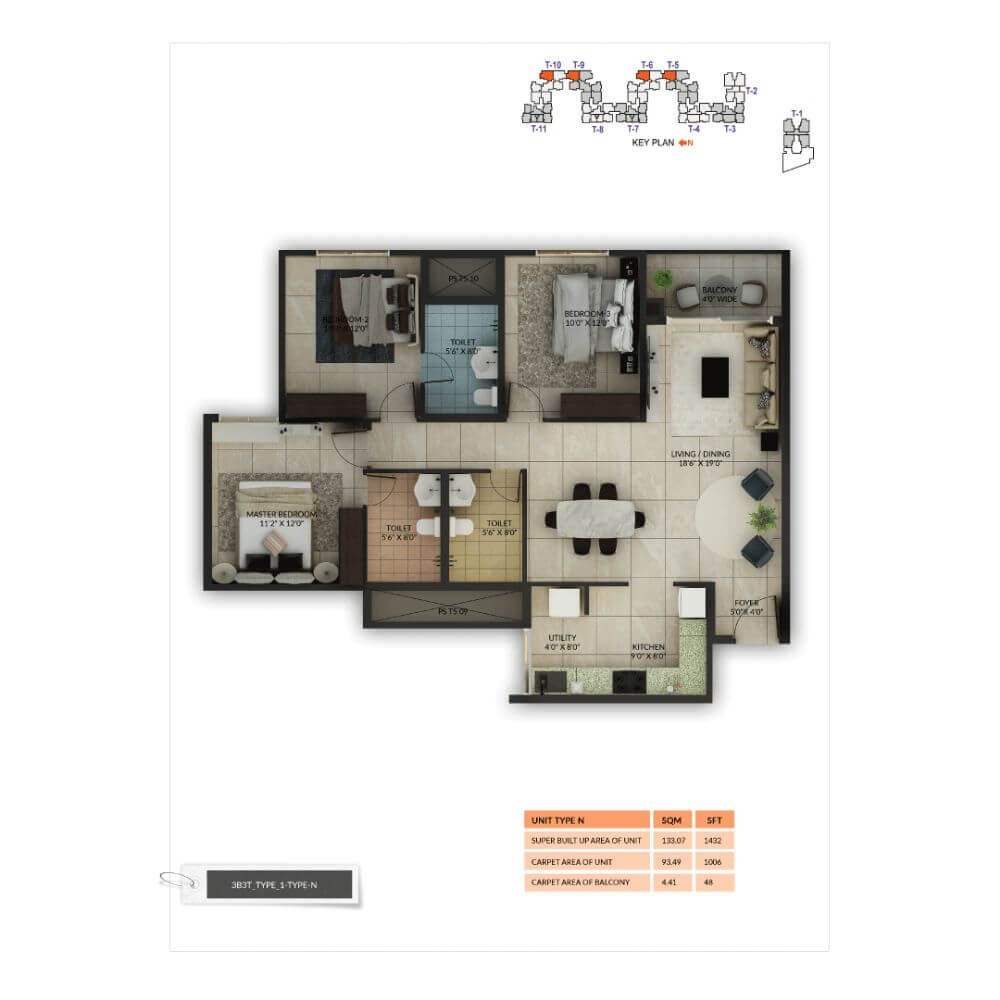 T-10 T-9 T-6 T-5
T-2
T-1
T-11 T-8 T-7 T-4 T-3
KEY PLAN N
PS T5 10
BALCONY
4'0" WIDE
BEDROOM-2
X 12'0"
BEDROOM-3
10'0" X 12'0"
TOILET
5'6" X 8'0"
LIVING / DINING
18'6" X 19'0"
MASTER BEDROOM
11'2" X 12'0"
TOILET
5'6" X 8'0"
TOILET
5'6" X 8'0"
PS T5 09
FOYER
5'0" X 4'0"
UTILITY
4'0" X 8'0"
KITCHEN
9'0" X 8'0"
UNIT TYPE N SQM SFT
SUPER BUILT UP AREA OF UNIT 133.07 1432
CARPET AREA OF UNIT 93.49 1006
CARPET AREA OF BALCONY 4.41 48
3B3T_TYPE_1-TYPE-N